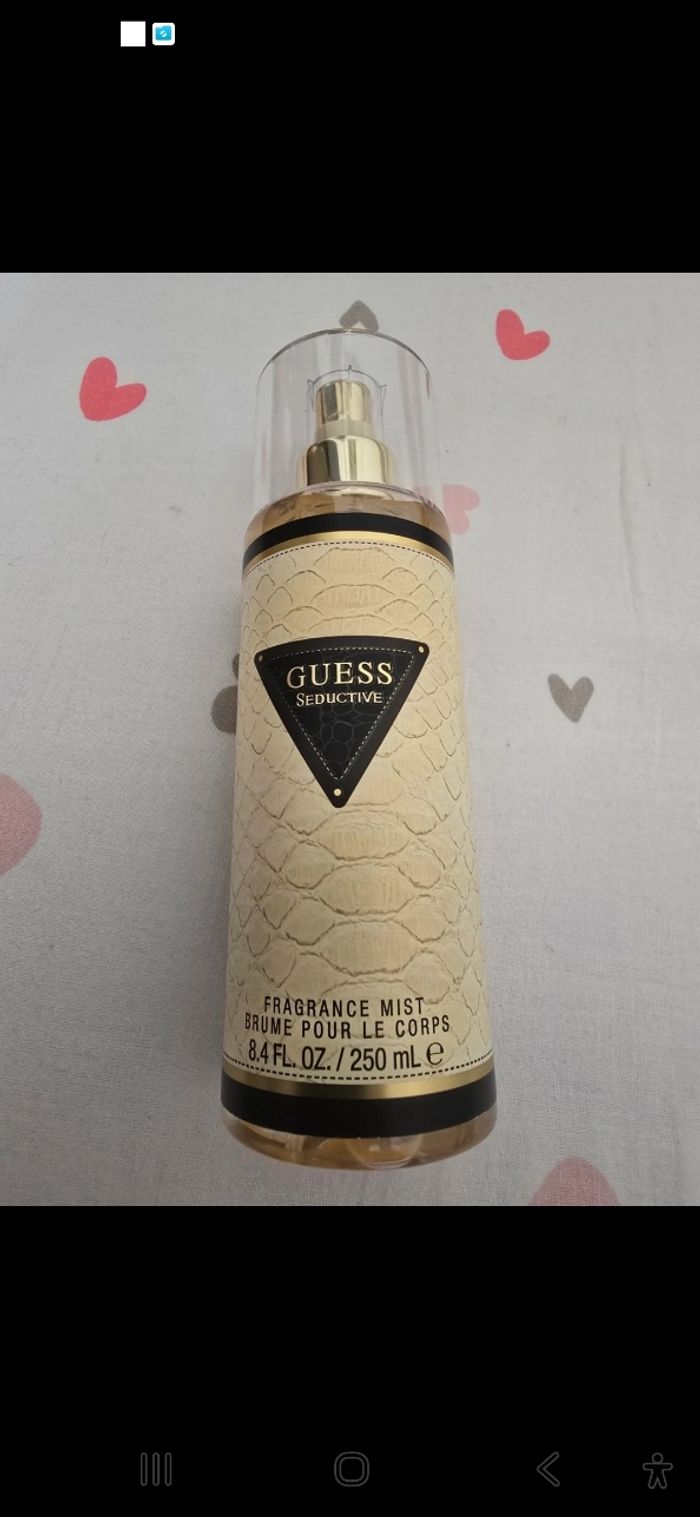 GUESS
SEDUCTIVE
FRAGRANCE MIST
BRUME POUR LE CORPS
8.4 FL. OZ. / 250 mL ℮